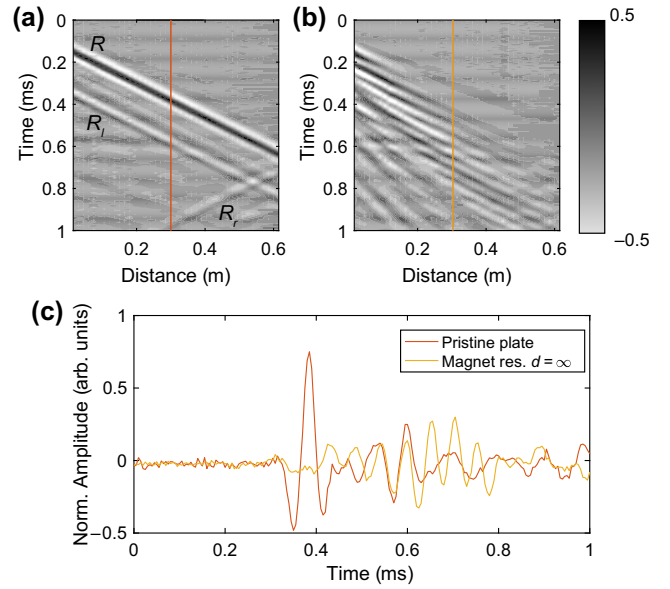 (a)
(b)
0
0.2
0.4
0.6
0.8
1
Time (ms)
R
R_l
R_r
0.2
0.4
0.6
Distance (m)
0
0.2
0.4
0.6
0.8
1
Time (ms)
0.2
0.4
0.6
Distance (m)
0.5
−0.5
(c)
1
0.5
0
−0.5
Norm. Amplitude (arb. units)
Pristine plate
Magnet res. d = ∞
0
0.2
0.4
0.6
0.8
1
Time (ms)